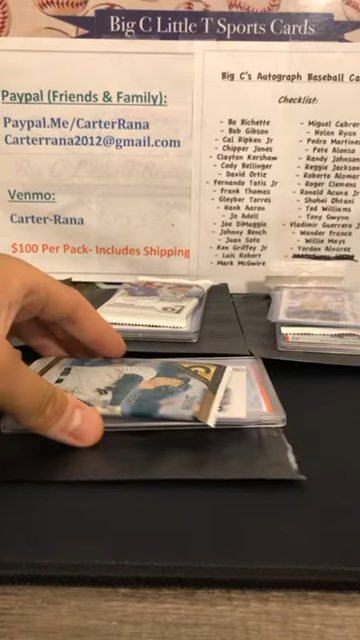 Big C Little T Sports Cards
Paypal (Friends & Family):
Paypal.Me/CarterRana
Carterrana2012@gmail.com
Venmo:
Carter-Rana
$100 Per Pack- Includes Shipping
Big C's Autograph Baseball Ca
Checklist:
- Bo Bichette
- Bob Gibson
- Cal Ripken Jr
- Chipper Jones
- Clayton Kershaw
- Cody Bellinger
- David Ortiz
- Fernando Tatis Jr
- Frank Thomas
- Gleyber Torres
- Hank Aaron
- Jo Adell
- Joe DiMaggio
- Johnny Bench
- Juan Soto
- Ken Griffey Jr
- Luis Robert
- Mark McGwire
- Miguel Cabrer
- Nolan Ryan
- Pedro Martine
- Pete Alonso
- Randy Johnso
- Reggie Jackson
- Roberto Alomar
- Roger Clemens
- Ronald Acuna Jr
- Shohei Ohtani
- Ted Williams
- Tony Gwynn
- Vladimir Guerrero J
- Wander Franco
- Willie Mays
- Yordan Alvarez